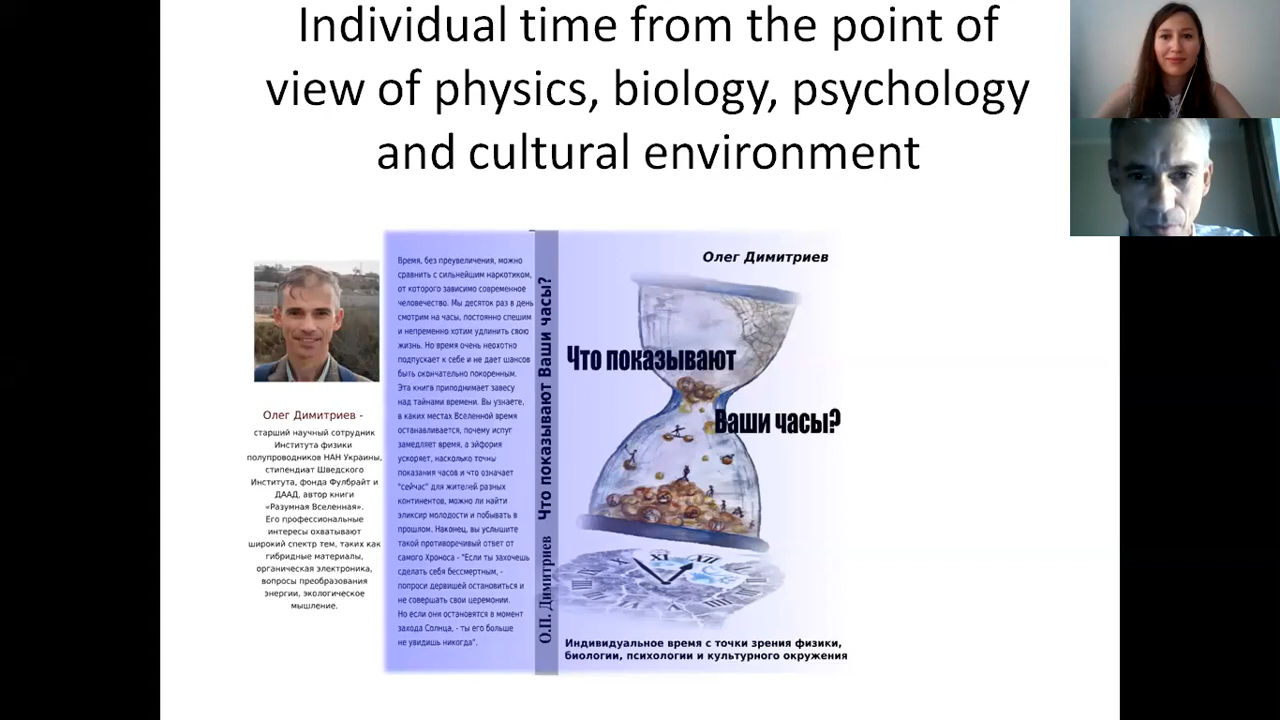 Individual time from the point of
view of physics, biology, psychology
and cultural environment
Олег Димитриев -
старший научный сотрудник
Института физики
полупроводников НАН Украины,
стипендиат Шведского
Института, фонда Фулбрайт и
ДААД, автор книги
«Разумная Вселенная».
Его профессиональные
интересы охватывают
широкий спектр тем, таких как
гибридные материалы,
органическая электроника,
вопросы преобразования
энергии, экологическое
мышление.
Время, без преувеличения, можно
сравнить с сильнейшим наркотиком,
от которого зависимо современное
человечество. Мы десяток раз в день
смотрим на часы, постоянно спешим
и непременно хотим удлинить свою
жизнь. Но время очень неохотно
подпускает к себе и не дает шансов
быть окончательно покоренным.
Эта книга приподнимает завесу
над тайнами времени. Вы узнаете,
в каких местах Вселенной время
останавливается, почему испуг
замедляет время, а эйфория
ускоряет, насколько точны
показания часов и что означает
"сейчас" для жителей разных
континентов, можно ли найти
эликсир молодости и побывать в
прошлом. Наконец, вы услышите
такой противоречивый ответ от
самого Хроноса - "Если ты захочешь
сделать себя бессмертным, -
попроси дервишей остановиться и
не совершать свои церемонии.
Но если они остановятся в момент
захода Солнца, - ты его больше
не увидишь никогда".
О.П. Димитриев Что показывают Ваши часы?
Олег Димитриев
Что показывают
Ваши часы?
XI XII
Индивидуальное время с точки зрения физики,
биологии, психологии и культурного окружения